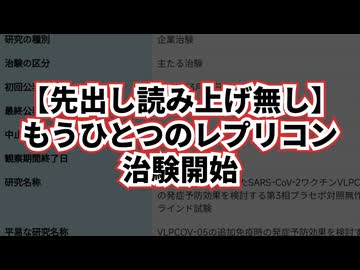 研究の種別
企業治験
治験の区分
主たる治験
初回公
【先出し読み上げ無し】
最終公
もうひとつのレプリコン
中止
観察期間終了日
治験開始
研究名称
たSARS-CoV-2ワクチンVLPC
の発症予防効果を検討する第3相プラセボ対照無作
ラインド試験
平易な研究名称
VLPCOV-05の追加免疫時の発症予防効果を検討す